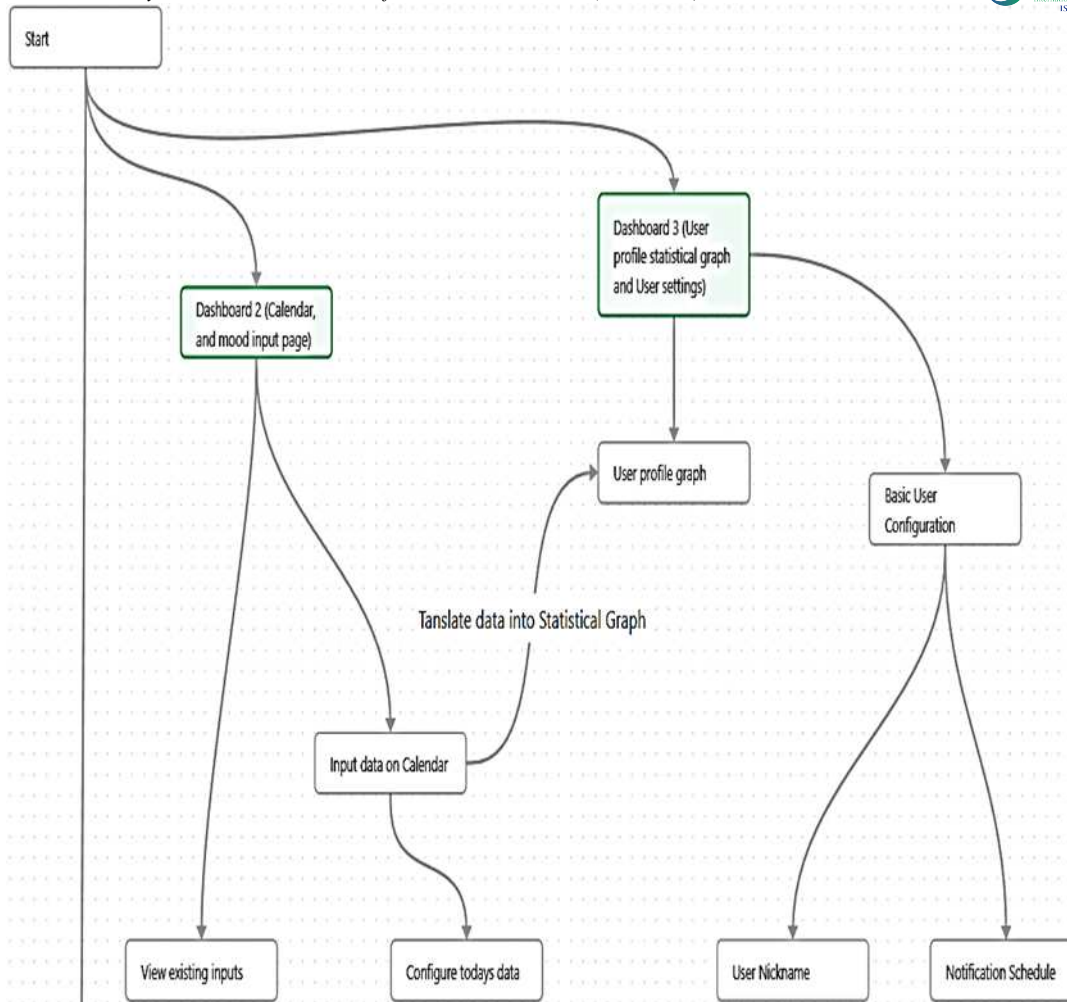 Start
Dashboard 3 (User
profile statistical graph
and User settings)
Dashboard 2 (Calendar,
and mood input page)
User profile graph
Basic User
Configuration
Tanslate data into Statistical Graph
Input data on Calendar
View existing inputs
Configure todays data
User Nickname
Notification Schedule